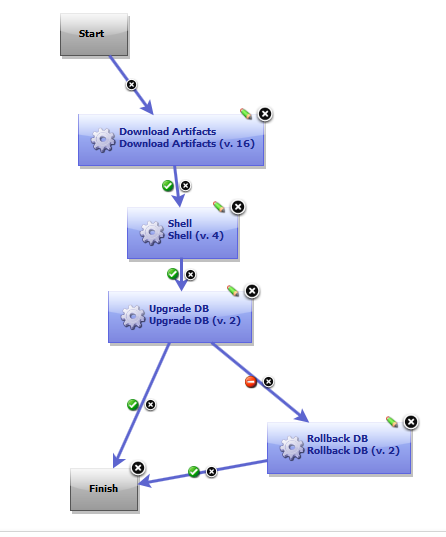 Start
Download Artifacts
Download Artifacts (v. 16)
Shell
Shell (v. 4)
Upgrade DB
Upgrade DB (v. 2)
Rollback DB
Rollback DB (v. 2)
Finish